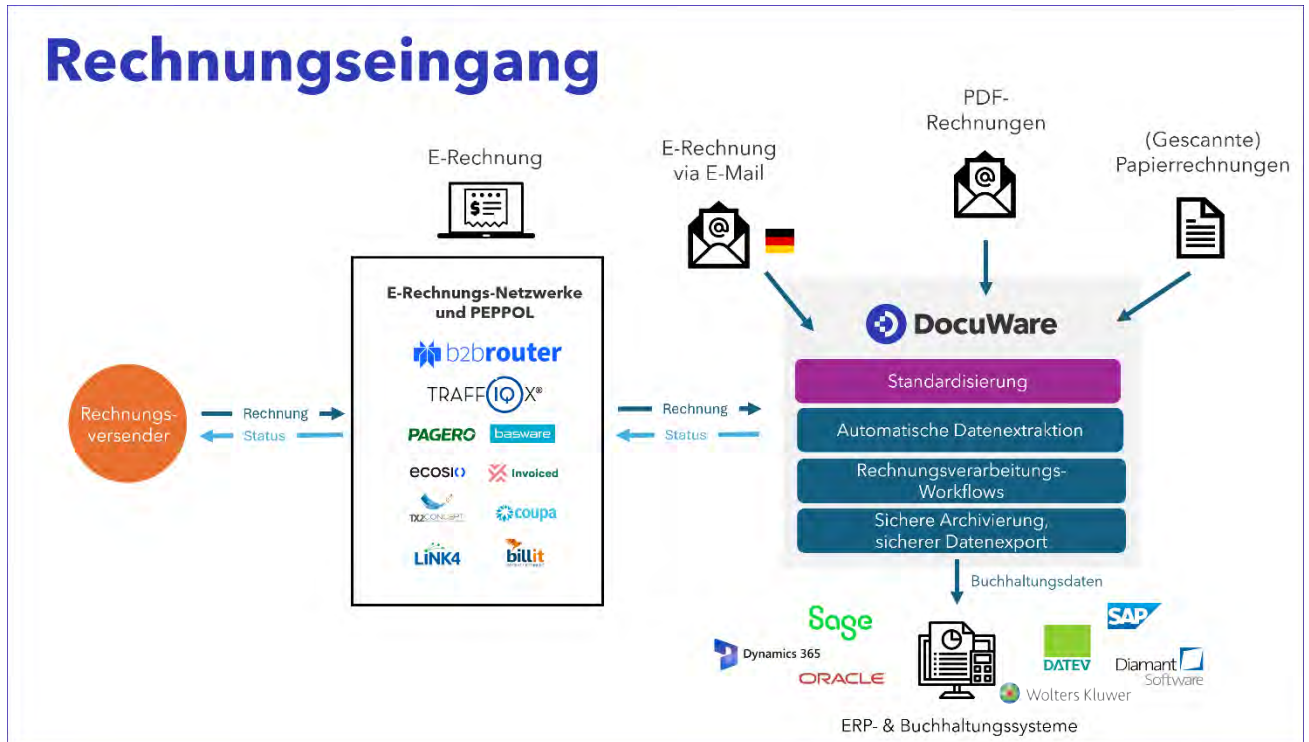 Rechnungseingang
E-Rechnung
E-Rechnung
via E-Mail
PDF-
Rechnungen
(Gescannte)
Papierrechnungen
E-Rechnungs-Netzwerke
und PEPPOL
b2brouter
TRAFFIQX®
PAGERO
basware
ecosio
Invoiced
TX2CONCEPT
coupa
LiNK4
billit
Rechnungs-
versender
Rechnung
Status
Rechnung
Status
DocuWare
Standardisierung
Automatische Datenextraktion
Rechnungsverarbeitungs-
Workflows
Sichere Archivierung,
sicherer Datenexport
Buchhaltungsdaten
Sage
Dynamics 365
ORACLE
SAP
DATEV
Diamant
Software
Wolters Kluwer
ERP- & Buchhaltungssysteme